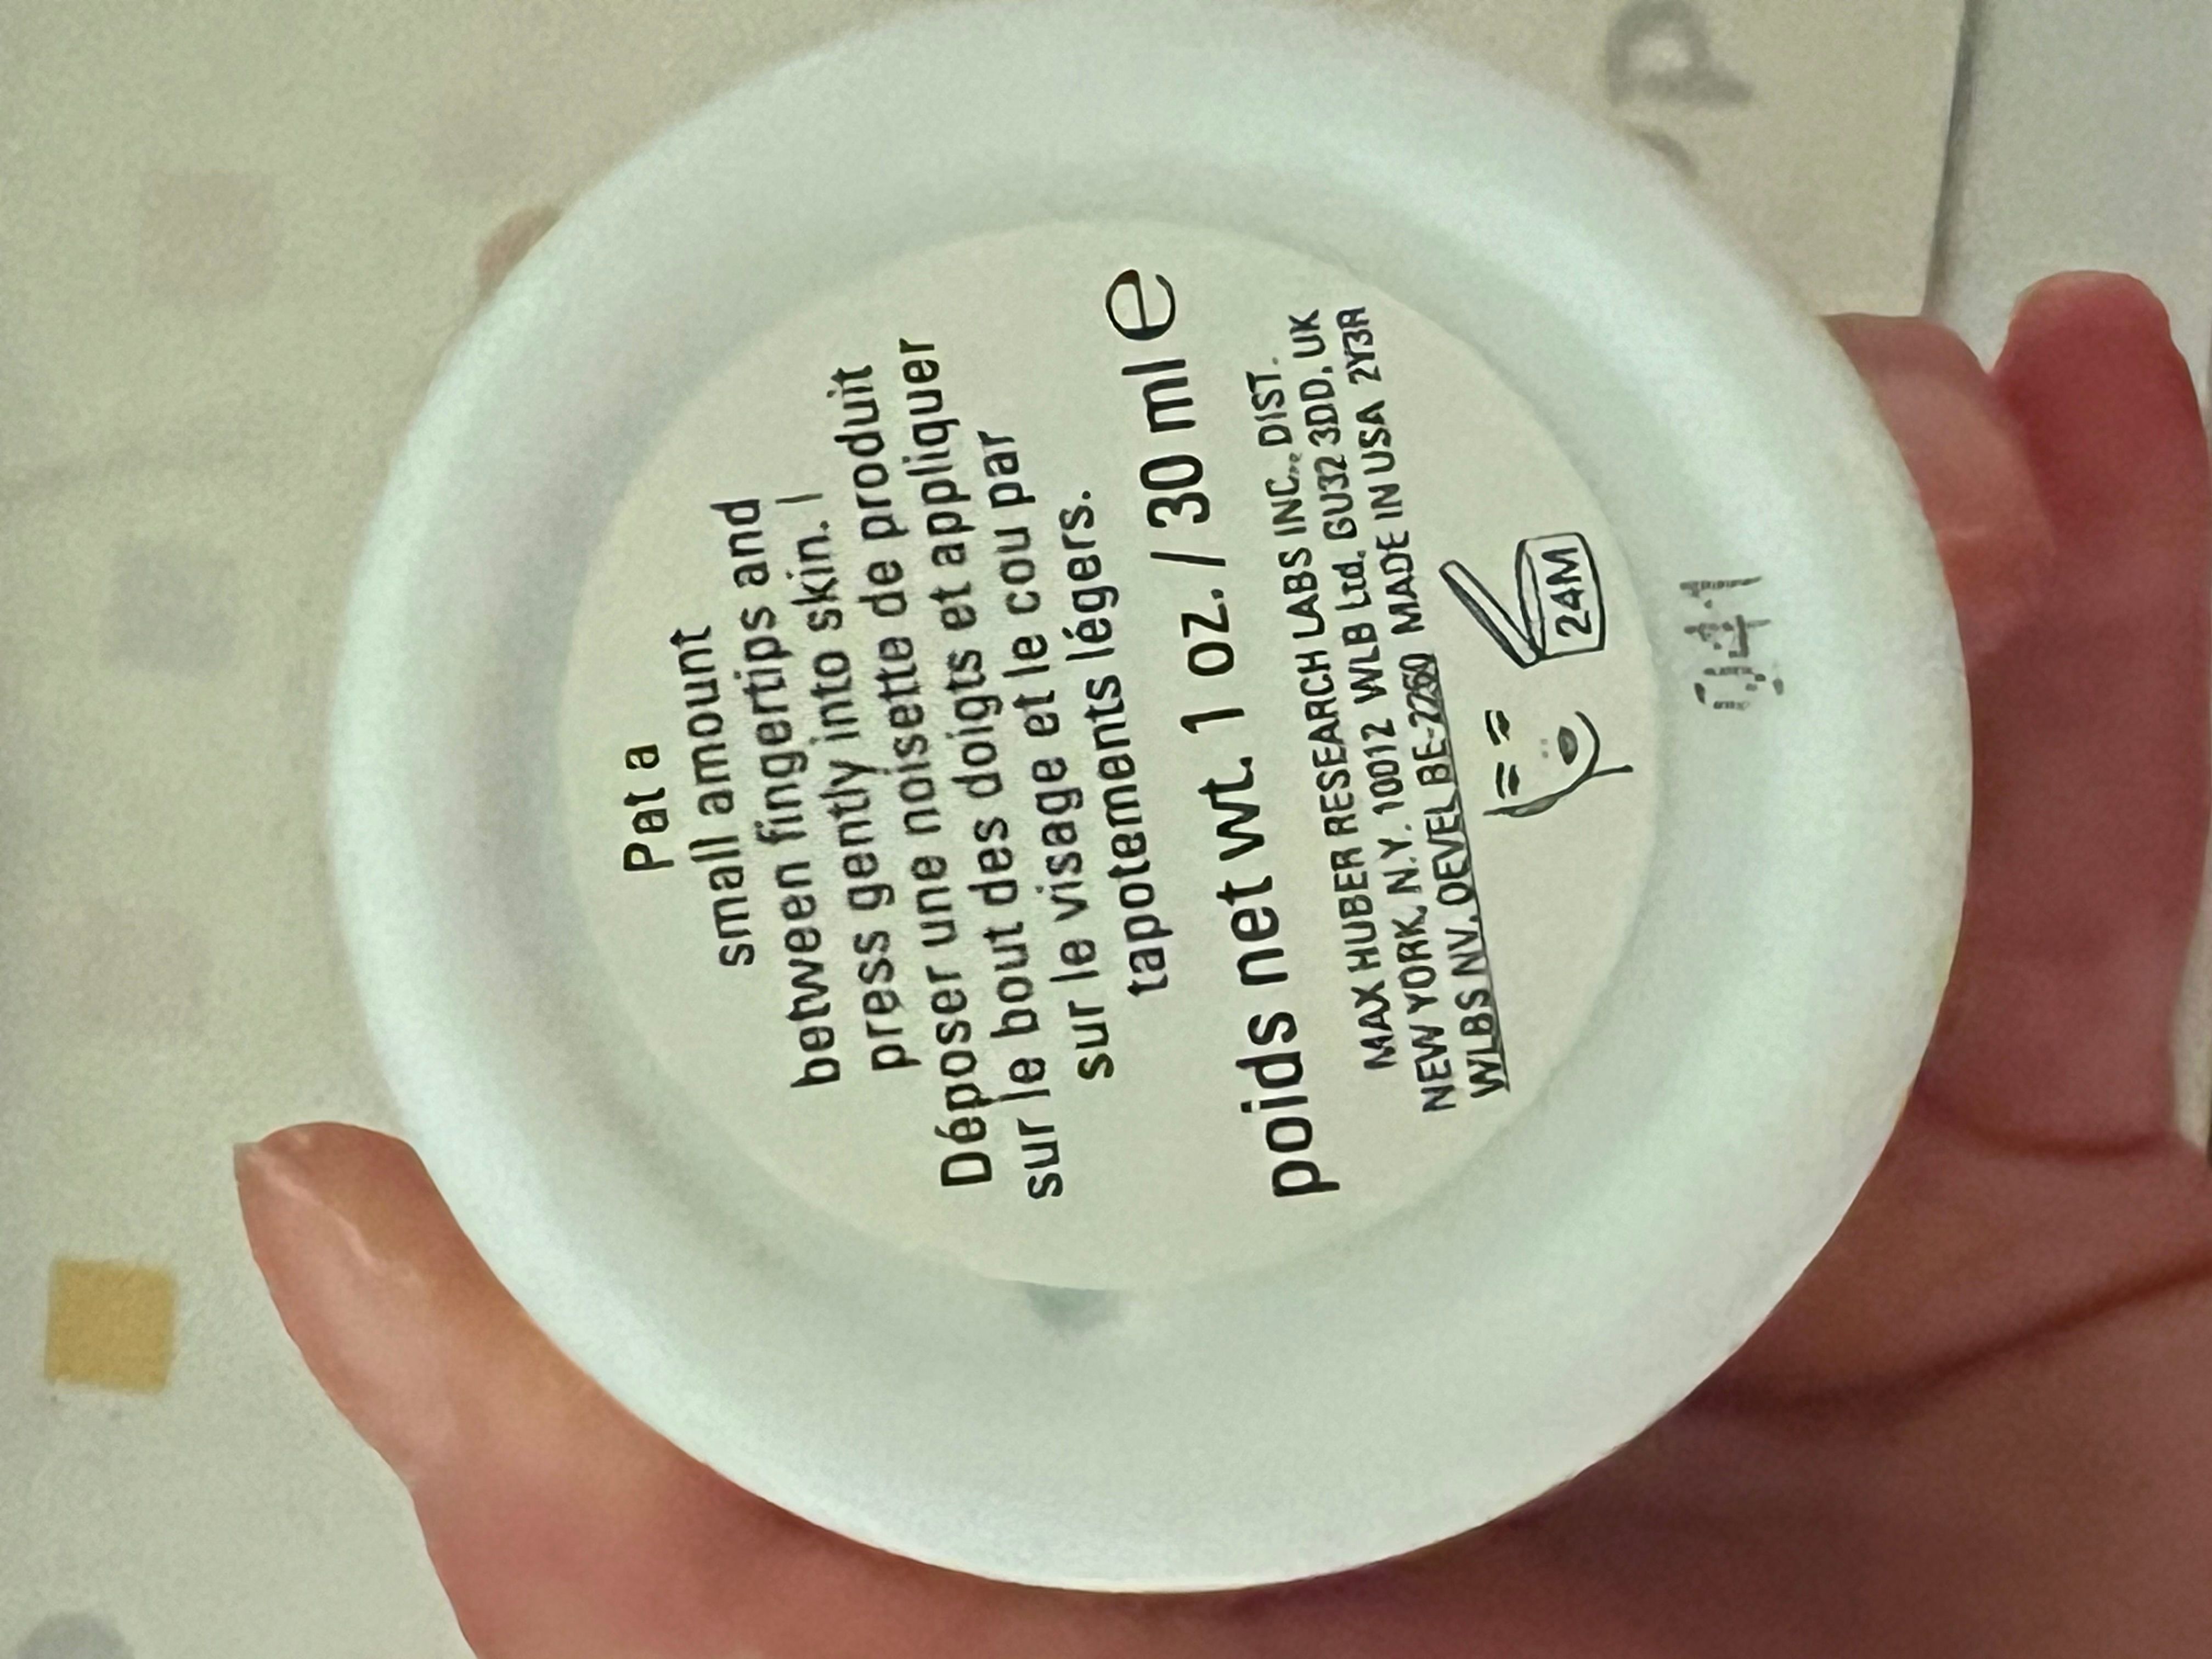 Pat a
small amount
between fingertips and
press gently into skin. |
Déposer une noisette de produit
sur le bout des doigts et appliquer
sur le visage et le cou par
tapotements légers.
poids net wt. 1 oz. / 30 ml e
MAX HUBER RESEARCH LABS INC., DIST.
NEW YORK, N.Y. 10012 WLB Ltd. GU32 3DD, UK
WLBS NV. OEVEL BE-2260 MADE IN USA 2Y3A
24M